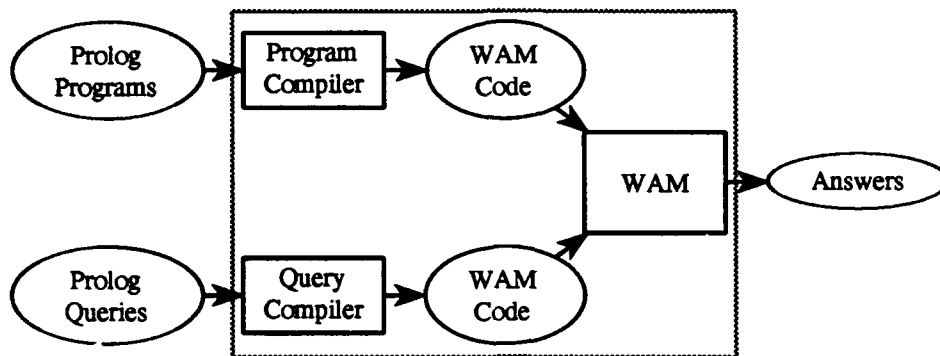 Prolog
Programs
Program
Compiler
WAM
Code
WAM
Answers
Prolog
Queries
Query
Compiler
WAM
Code